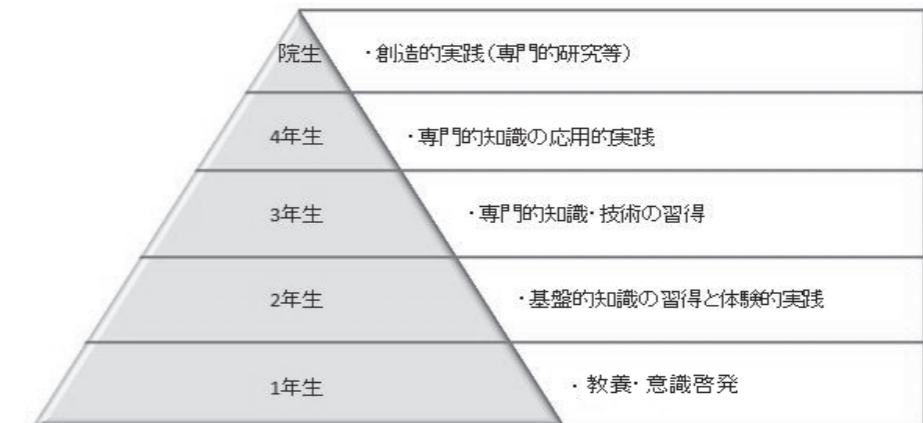 院生 ・創造的実践(専門的研究等)
4年生 ・専門的知識の応用的実践
3年生 ・専門的知識・技術の習得
2年生 ・基盤的知識の習得と体験的実践
1年生 ・教養・意識啓発